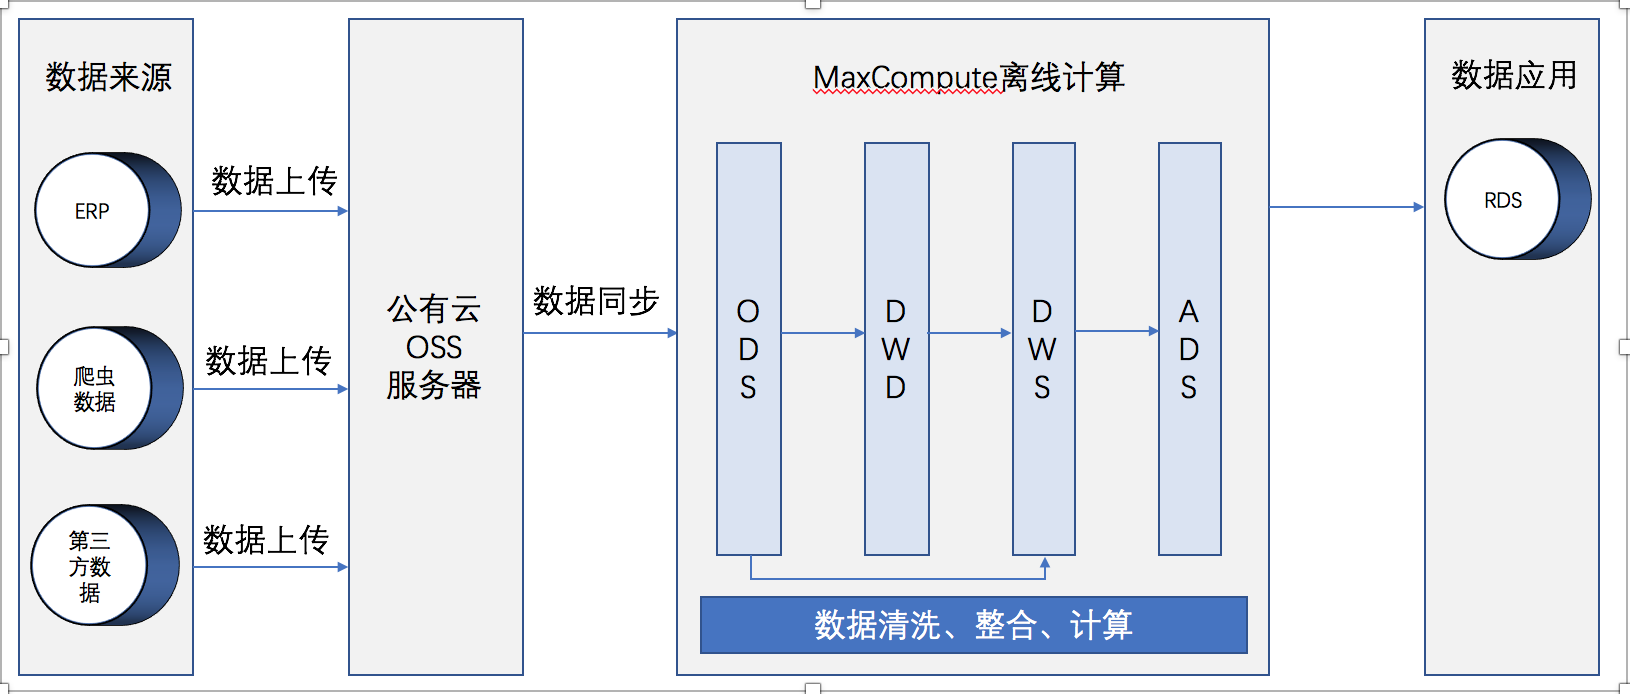 数据来源
ERP
数据上传
爬虫
数据
数据上传
第三
方数
据
数据上传
公有云
OSS
服务器
数据同步
MaxCompute离线计算
O
D
S
D
W
D
D
W
S
A
D
S
数据清洗、整合、计算
数据应用
RDS